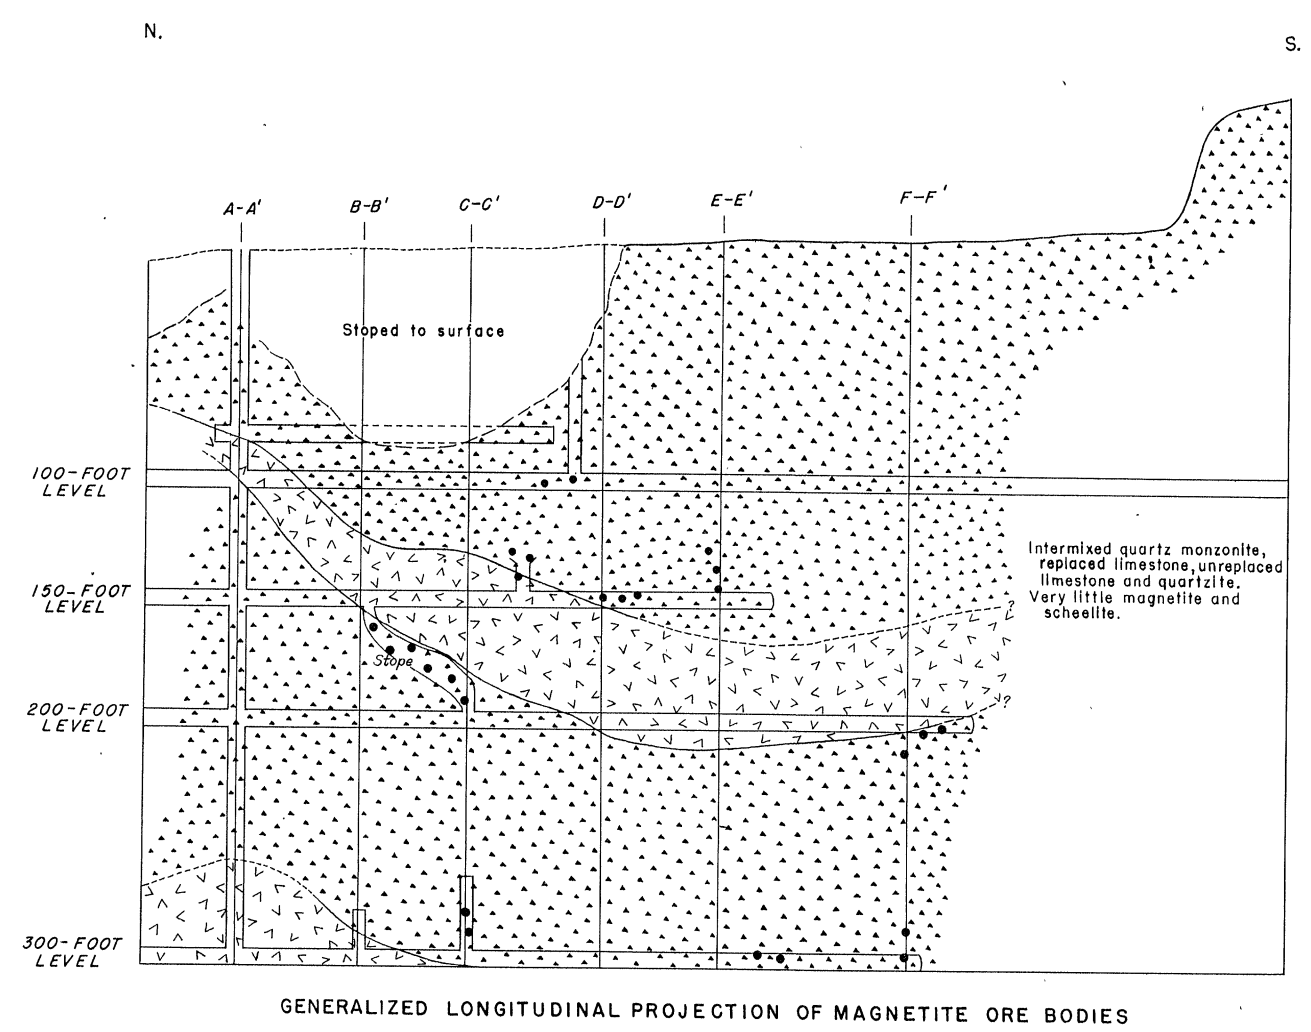 N.
S.
A-A'
B-B'
C-C'
D-D'
E-E'
F-F'
Stoped to surface
100-FOOT
LEVEL
Intermixed quartz monzonite,
replaced limestone, unreplaced
limestone and quartzite.
Very little magnetite and
scheelite.
150-FOOT
LEVEL
?
Stope
?
200-FOOT
LEVEL
300-FOOT
LEVEL
GENERALIZED LONGITUDINAL PROJECTION OF MAGNETITE ORE BODIES